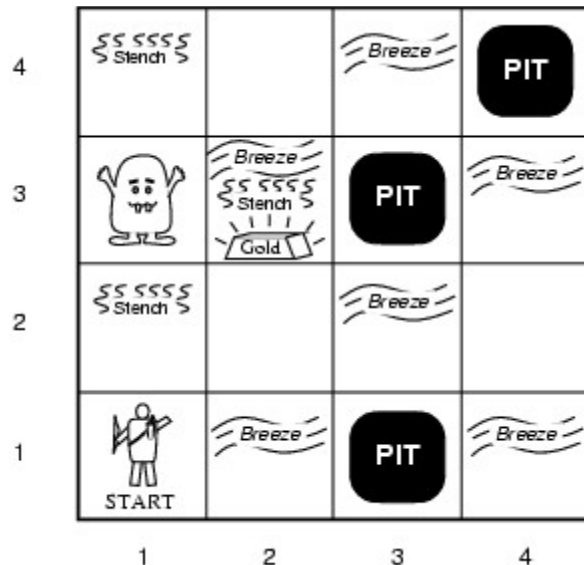 4
Stench
Breeze
PIT
3
Breeze
Stench
Gold
PIT
Breeze
2
Stench
Breeze
1
START
Breeze
PIT
Breeze
1 2 3 4